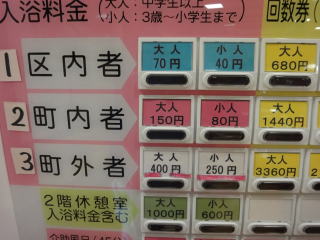 入浴料金
大人：中学生以上
小人：3歳～小学生まで
回数券
1 区内者
大人 70円
小人 40円
大人 680円
2 町内者
大人 150円
小人 80円
大人 1440円
3 町外者
大人 400円
小人 250円
大人 3360円
2階休憩室
入浴料金含む
大人 1000円
小人 600円